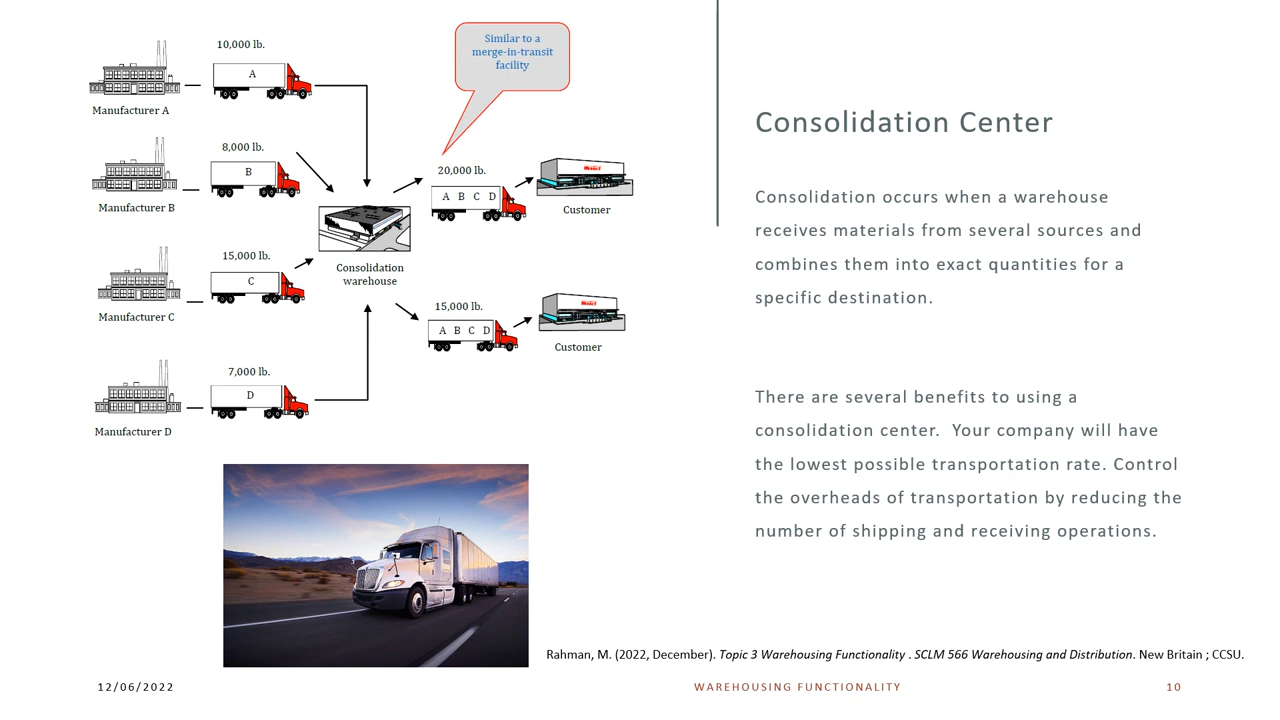 10,000 lb.
A
Manufacturer A
8,000 lb.
B
Manufacturer B
15,000 lb.
C
Manufacturer C
7,000 lb.
D
Manufacturer D
Consolidation
warehouse
Similar to a
merge-in-transit
facility
20,000 lb.
A B C D
Customer
15,000 lb.
A B C D
Customer
Consolidation Center
Consolidation occurs when a warehouse
receives materials from several sources and
combines them into exact quantities for a
specific destination.
There are several benefits to using a
consolidation center.  Your company will have
the lowest possible transportation rate. Control
the overheads of transportation by reducing the
number of shipping and receiving operations.
Rahman, M. (2022, December). Topic 3 Warehousing Functionality . SCLM 566 Warehousing and Distribution. New Britain ; CCSU.
12/06/2022
WAREHOUSING FUNCTIONALITY
10